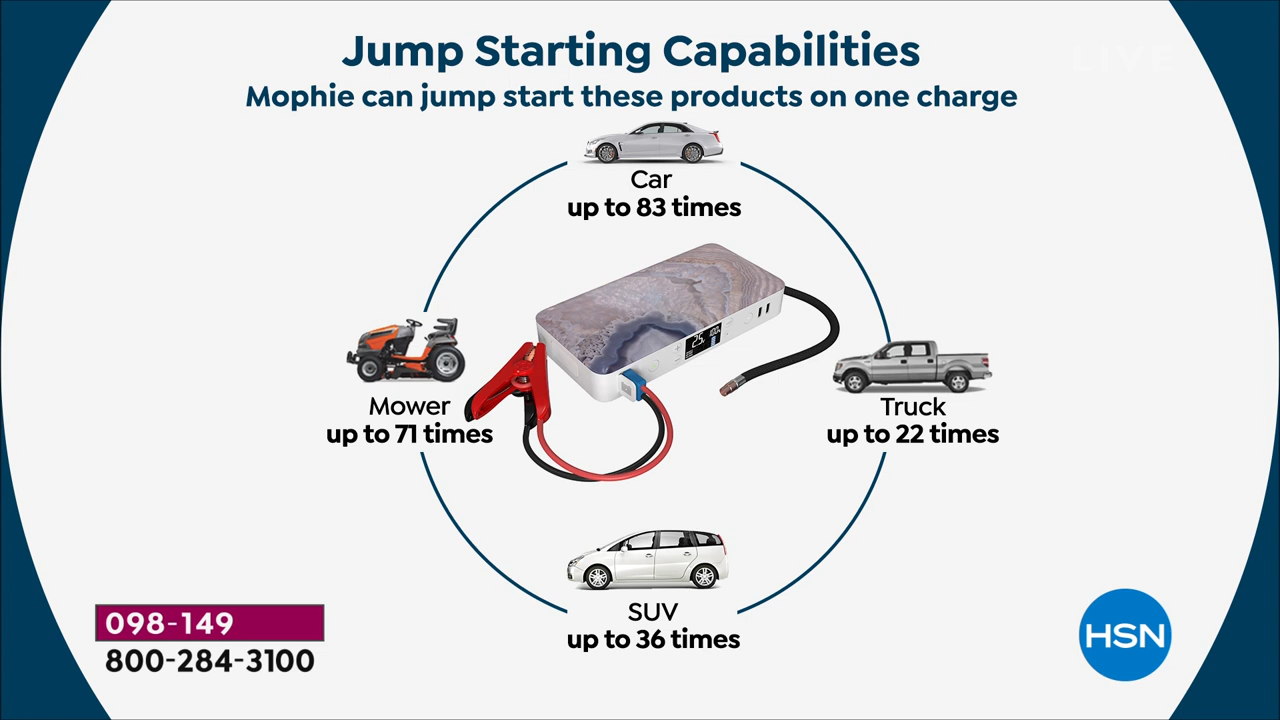 Jump Starting Capabilities
LIVE
Mophie can jump start these products on one charge
Car
up to 83 times
Mower
up to 71 times
Truck
up to 22 times
SUV
up to 36 times
098-149
800-284-3100
HSN